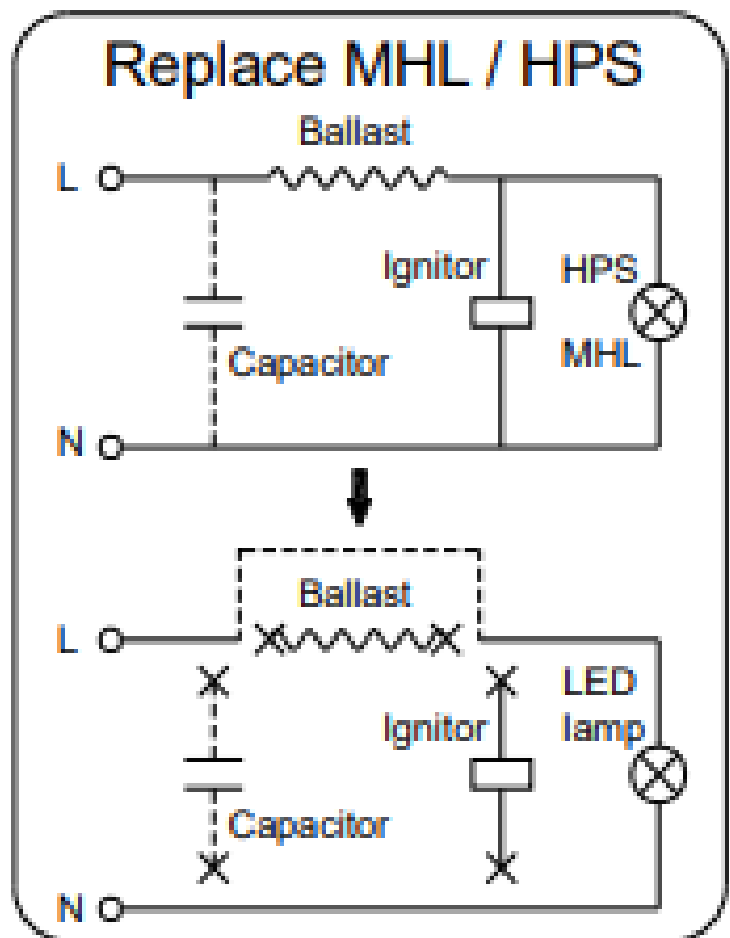 Replace MHL / HPS
Ballast
L
Ignitor
HPS
MHL
Capacitor
N
Ballast
L
LED
lamp
Ignitor
Capacitor
N